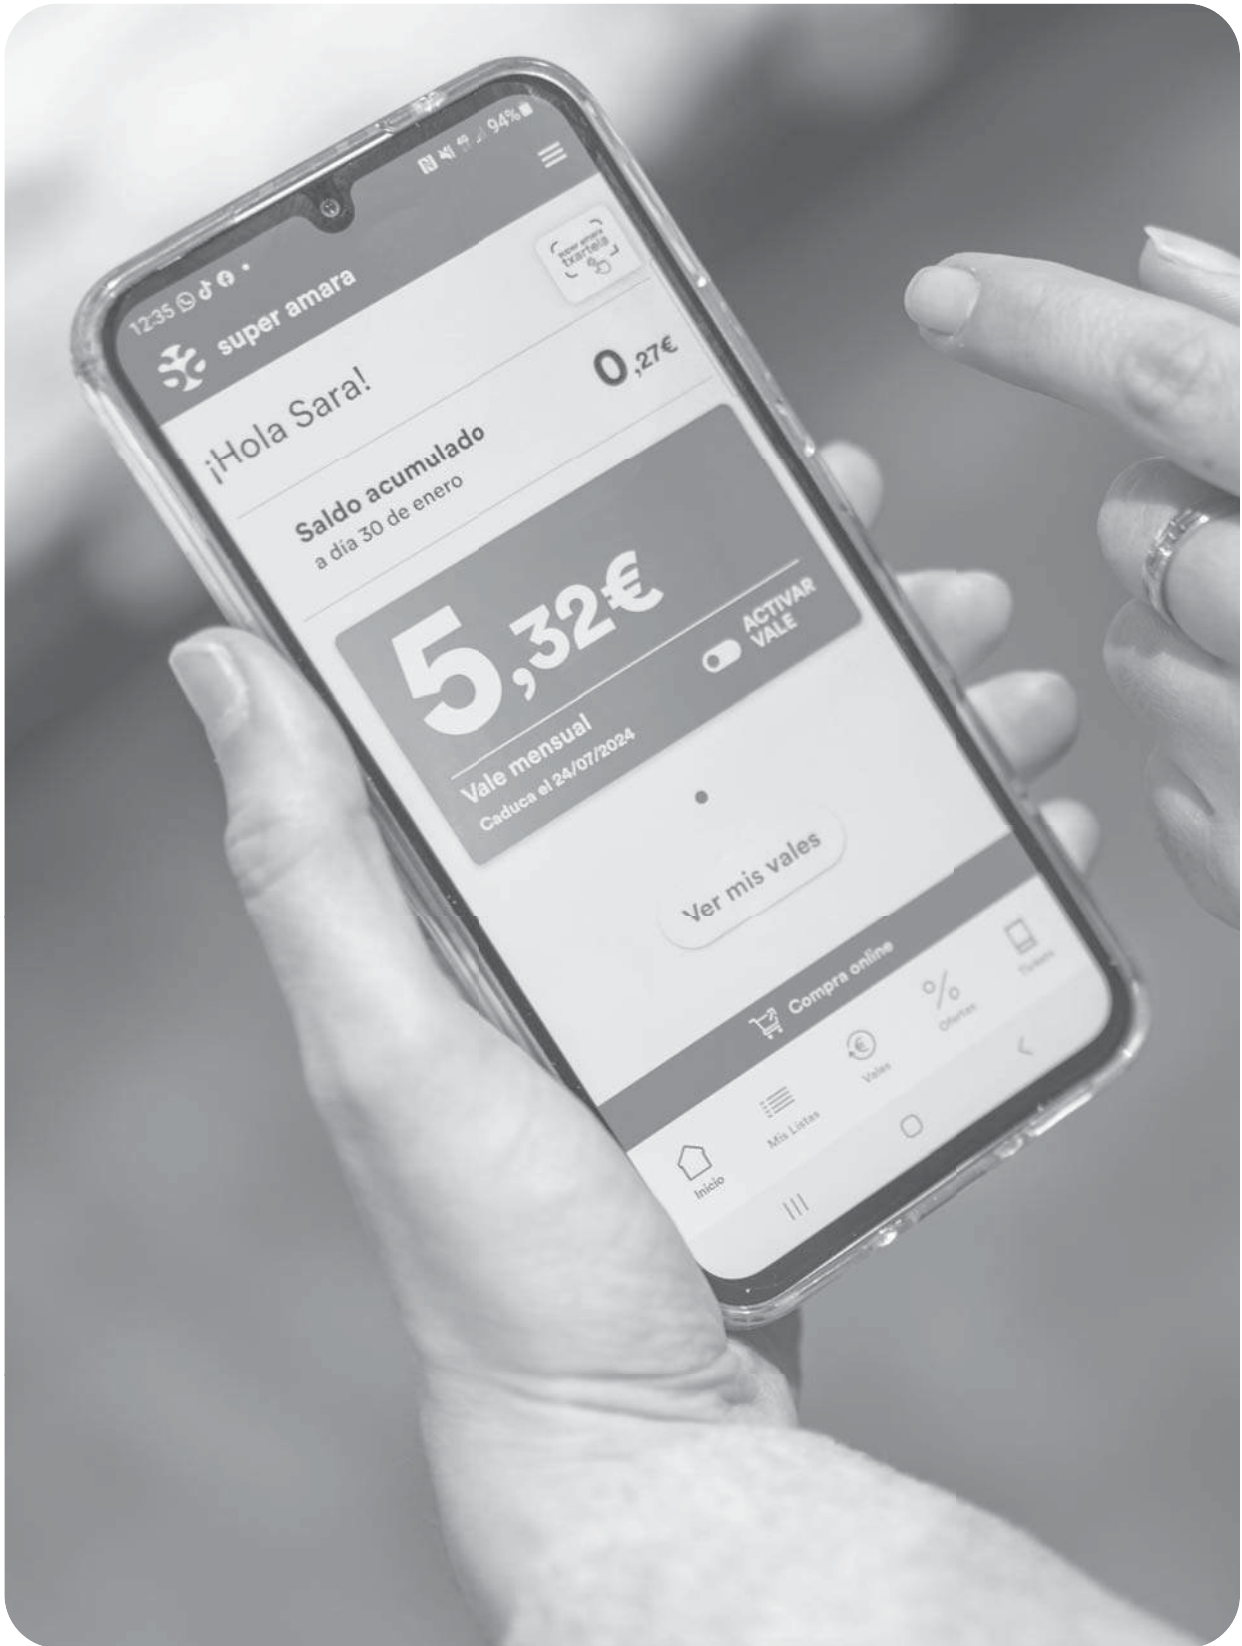 94%
12:35
super amara
super amara
txartela
¡Hola Sara!
0,27€
Saldo acumulado
a día 30 de enero
5,32€
ACTIVAR
VALE
Vale mensual
Caduca el 24/07/2024
Ver mis vales
Compra online
Inicio
Mis Listas
Vales
Ofertas
Tickets